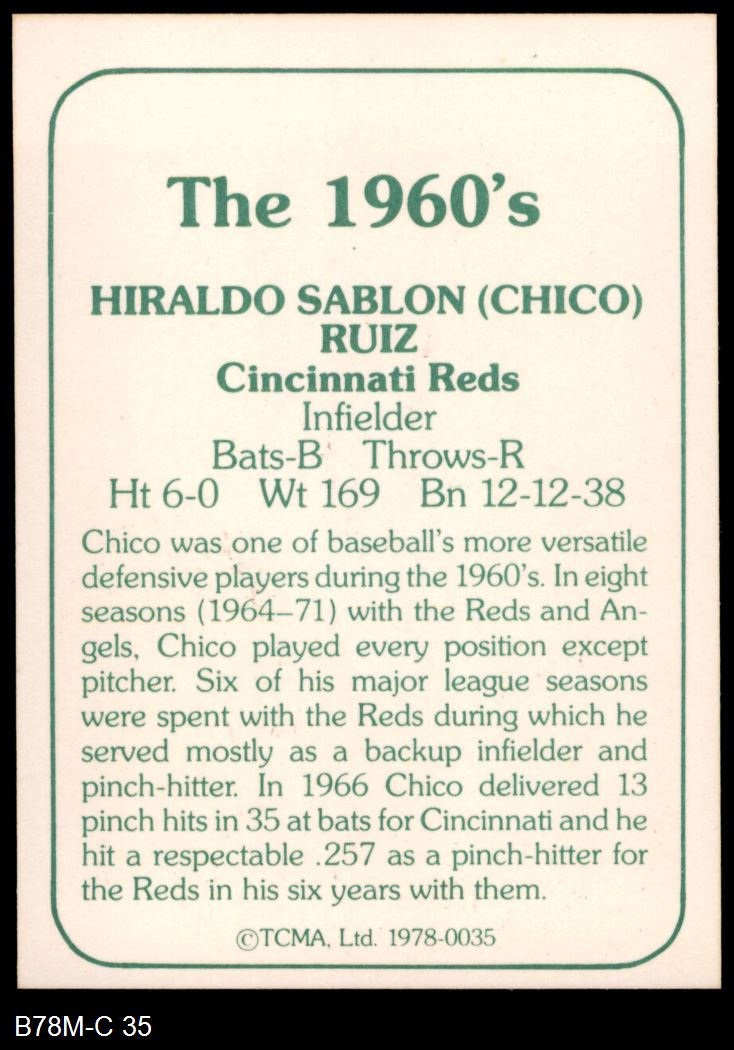 The 1960's
HIRALDO SABLON (CHICO)
RUIZ
Cincinnati Reds
Infielder
Bats-B Throws-R
Ht 6-0 Wt 169 Bn 12-12-38
Chico was one of baseball's more versatile
defensive players during the 1960's. In eight
seasons (1964–71) with the Reds and An-
gels, Chico played every position except
pitcher. Six of his major league seasons
were spent with the Reds during which he
served mostly as a backup infielder and
pinch-hitter. In 1966 Chico delivered 13
pinch hits in 35 at bats for Cincinnati and he
hit a respectable .257 as a pinch-hitter for
the Reds in his six years with them.
©TCMA, Ltd. 1978-0035
B78M-C 35